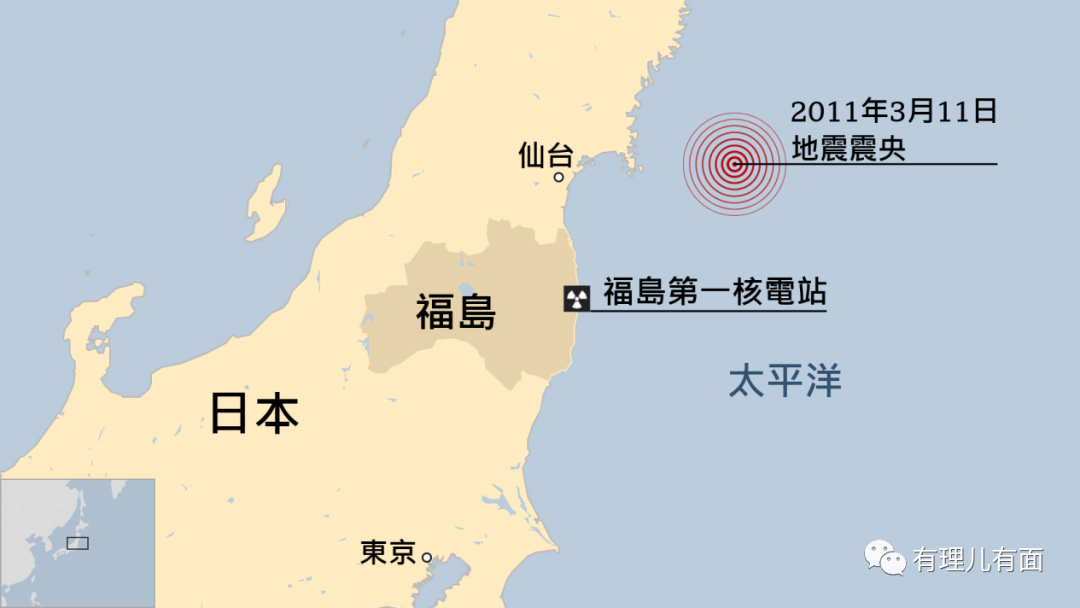 2011年3月11日
地震震央
仙台
福島第一核電站
福島
太平洋
日本
東京
有理儿有面